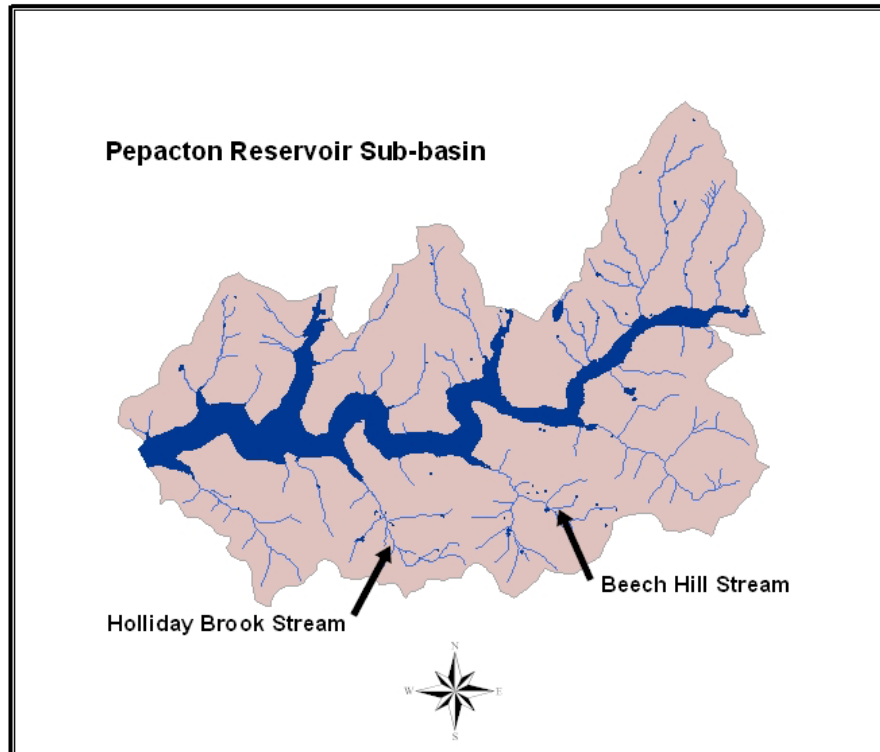 Pepacton Reservoir Sub-basin
Beech Hill Stream
Holliday Brook Stream
N
W E
S